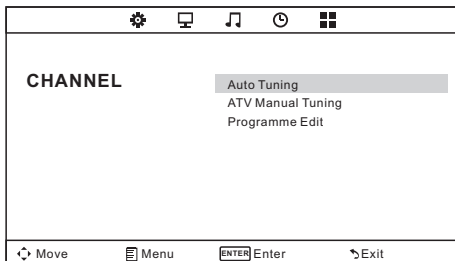 CHANNEL
Auto Tuning
ATV Manual Tuning
Programme Edit
Move Menu ENTER Enter Exit